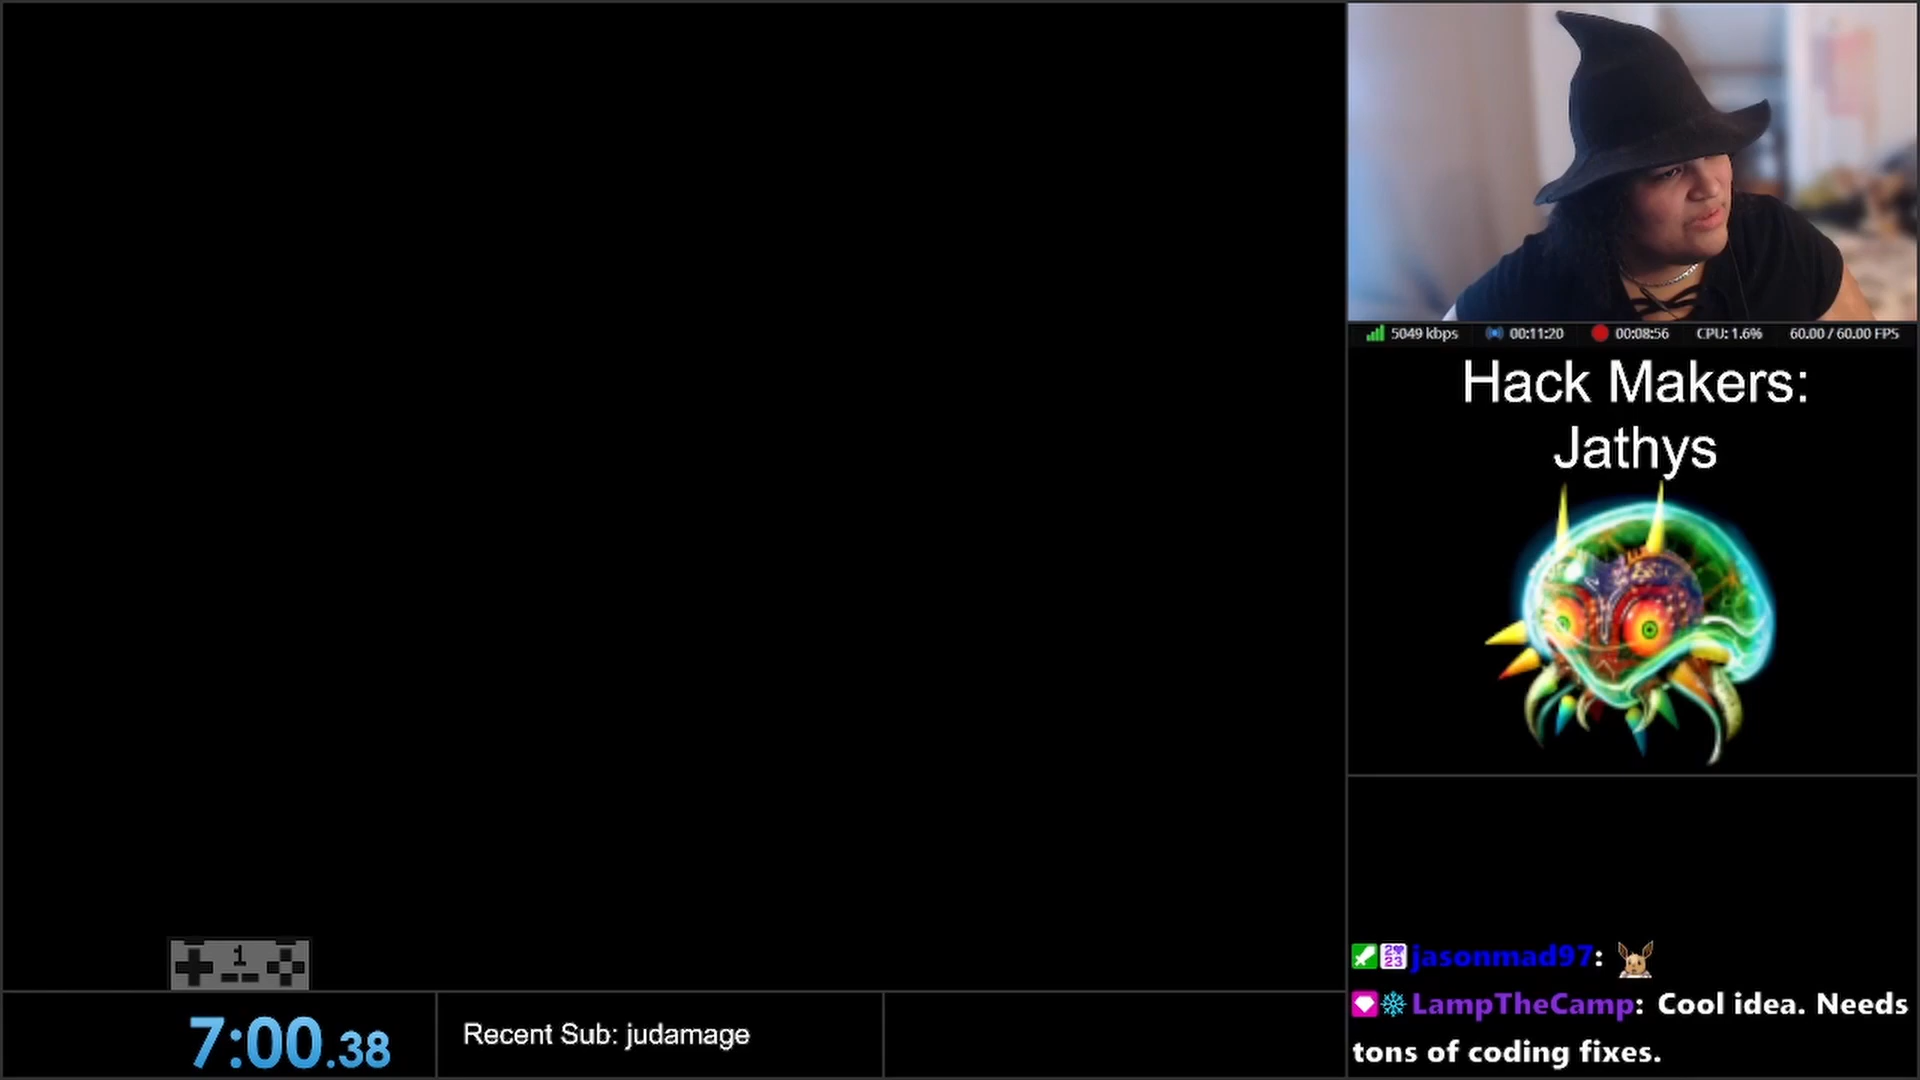 5049 kbps 00:11:20 00:08:56 CPU: 1.6% 60.00 / 60.00 FPS
Hack Makers:
Jathys
1
jasonmad97:
LampTheCamp: Cool idea. Needs
tons of coding fixes.
7:00.38
Recent Sub: judamage